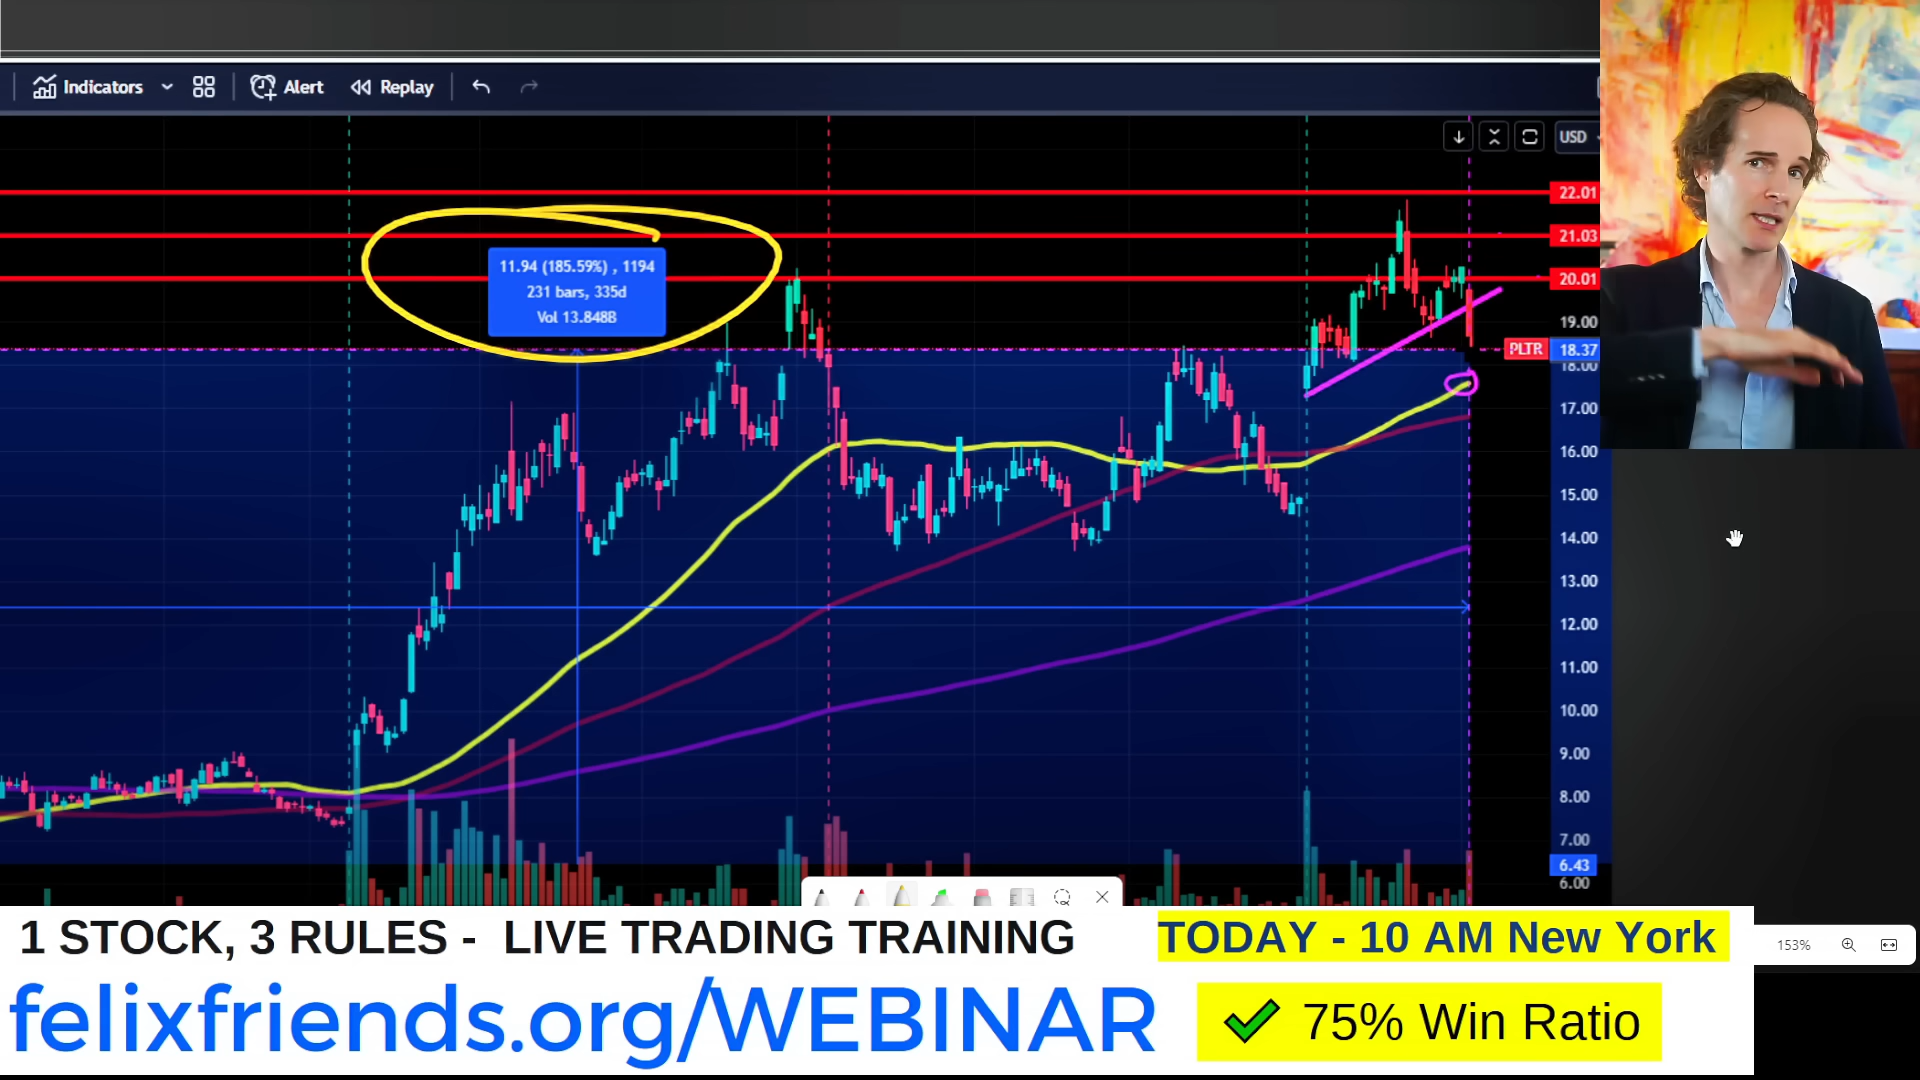 Indicators Alert Replay
USD
22.01
21.03
20.01
19.00
PLTR 18.37
18.00
17.00
16.00
15.00
14.00
13.00
12.00
11.00
10.00
9.00
8.00
7.00
6.43
6.00
11.94 (185.59%) , 1194
231 bars, 335d
Vol 13.848B
153%
1 STOCK, 3 RULES - LIVE TRADING TRAINING TODAY - 10 AM New York
felixfriends.org/WEBINAR 75% Win Ratio